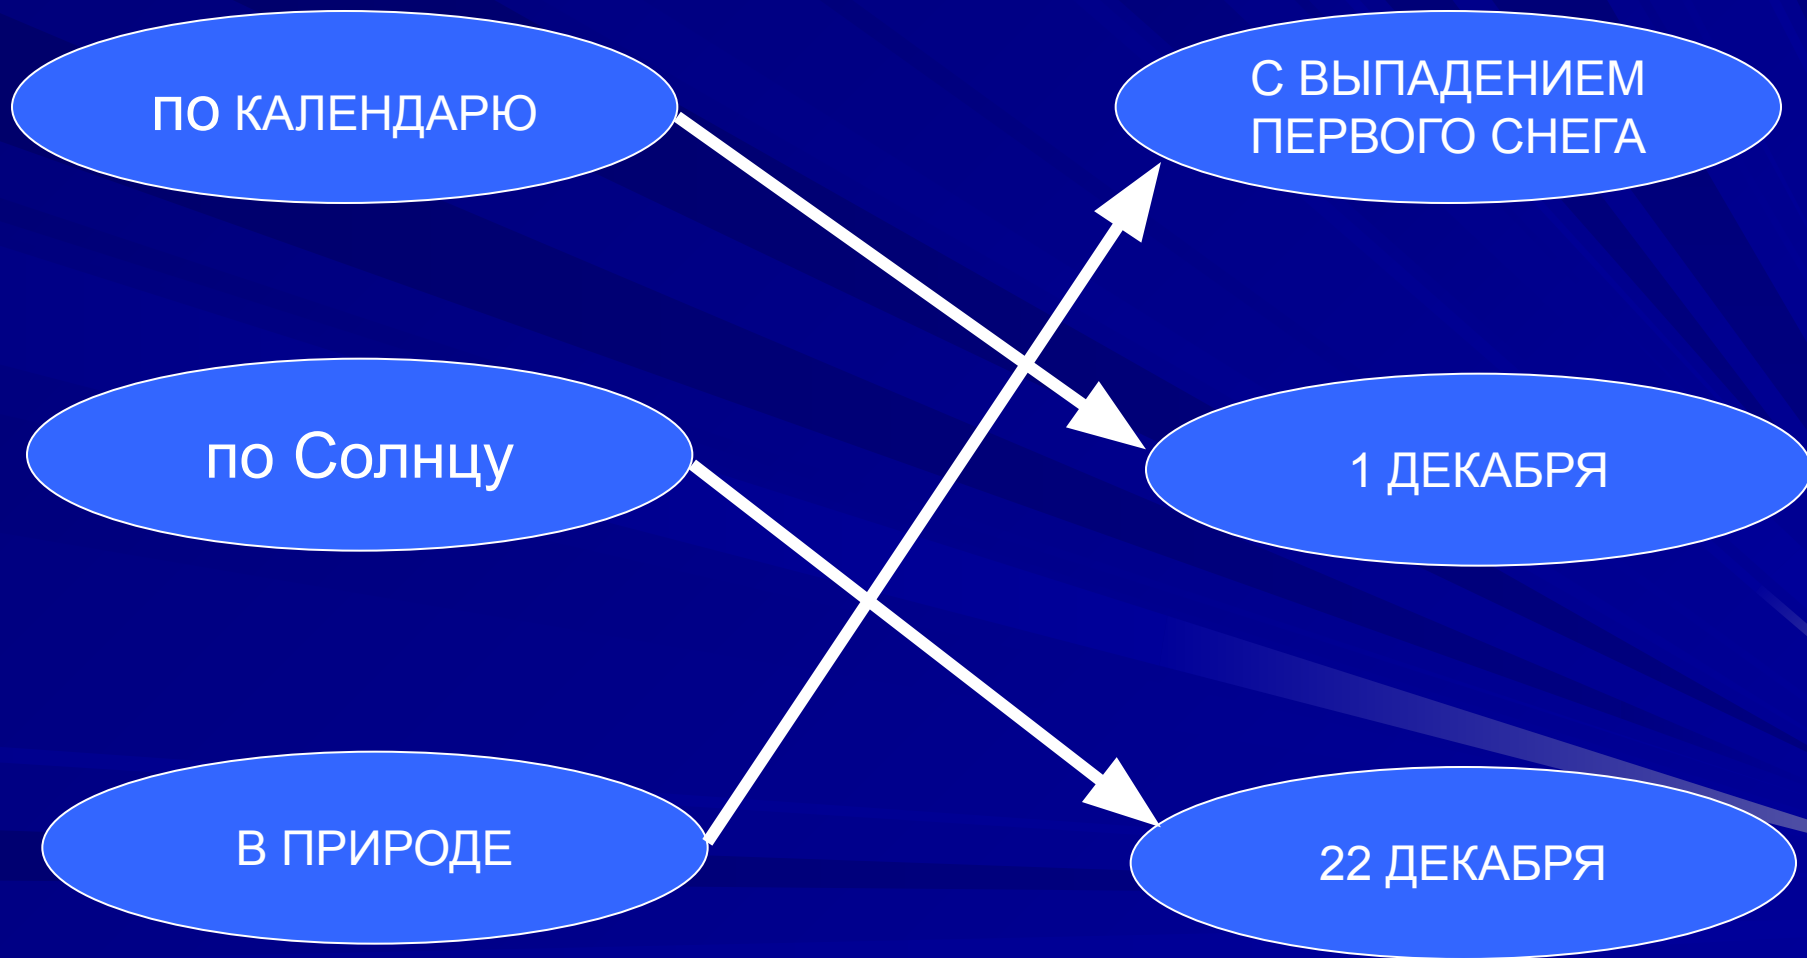 по КАЛЕНДАРЮ
С ВЫПАДЕНИЕМ
ПЕРВОГО СНЕГА
по Солнцу
1 ДЕКАБРЯ
В ПРИРОДЕ
22 ДЕКАБРЯ